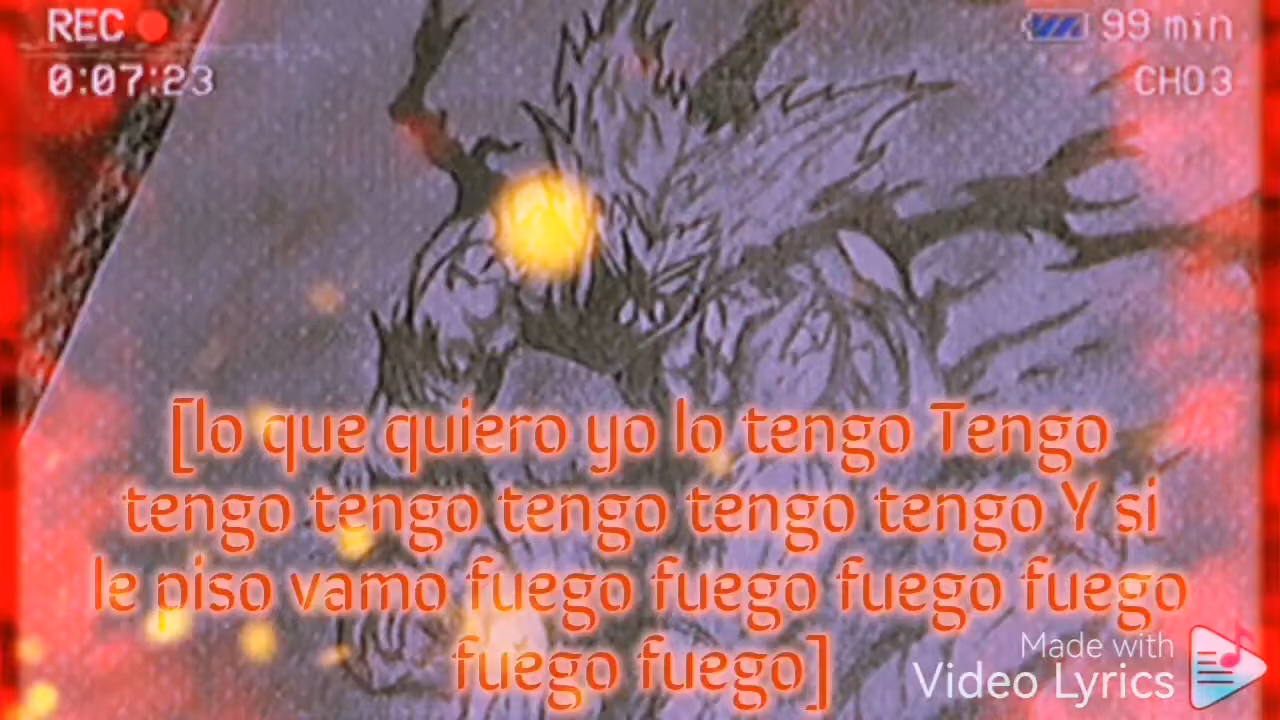 REC
99 min
0:07:23
CH03
[lo que quiero yo lo tengo Tengo
tengo tengo tengo tengo tengo Y si
le piso vamo fuego fuego fuego fuego
fuego fuego]
Made with
Video Lyrics